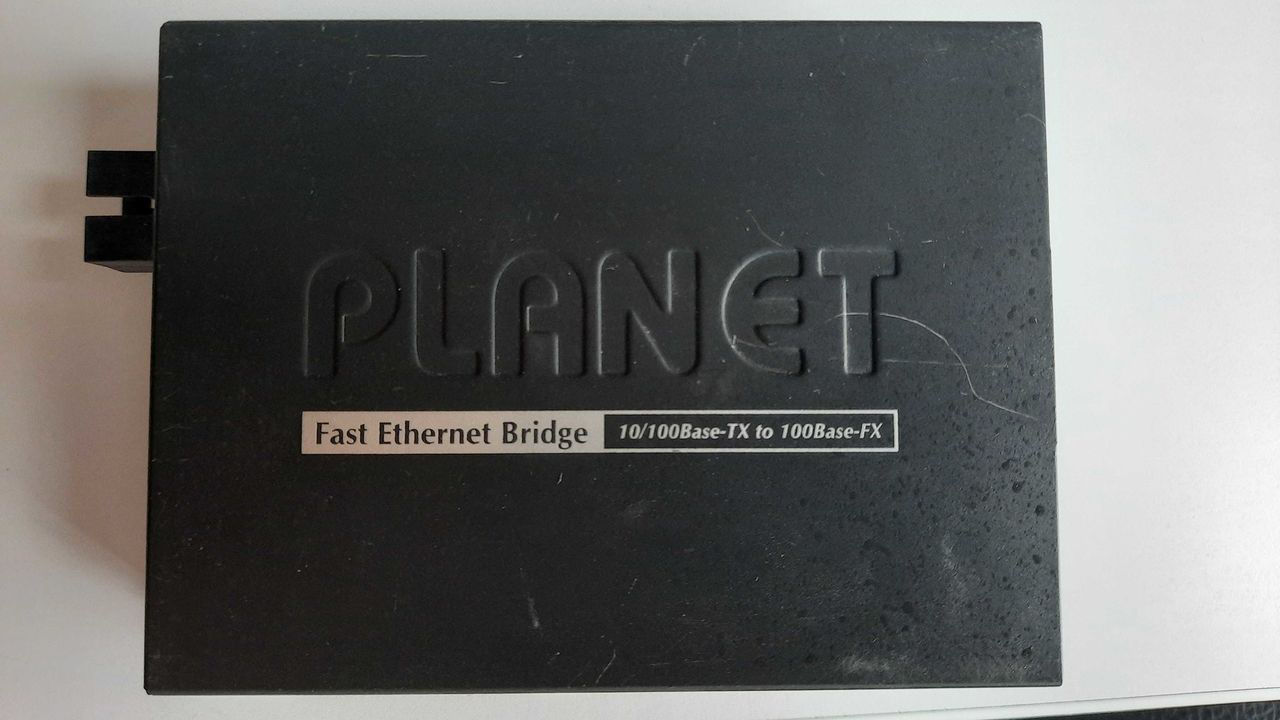 PLANET
Fast Ethernet Bridge 10/100Base-TX to 100Base-FX